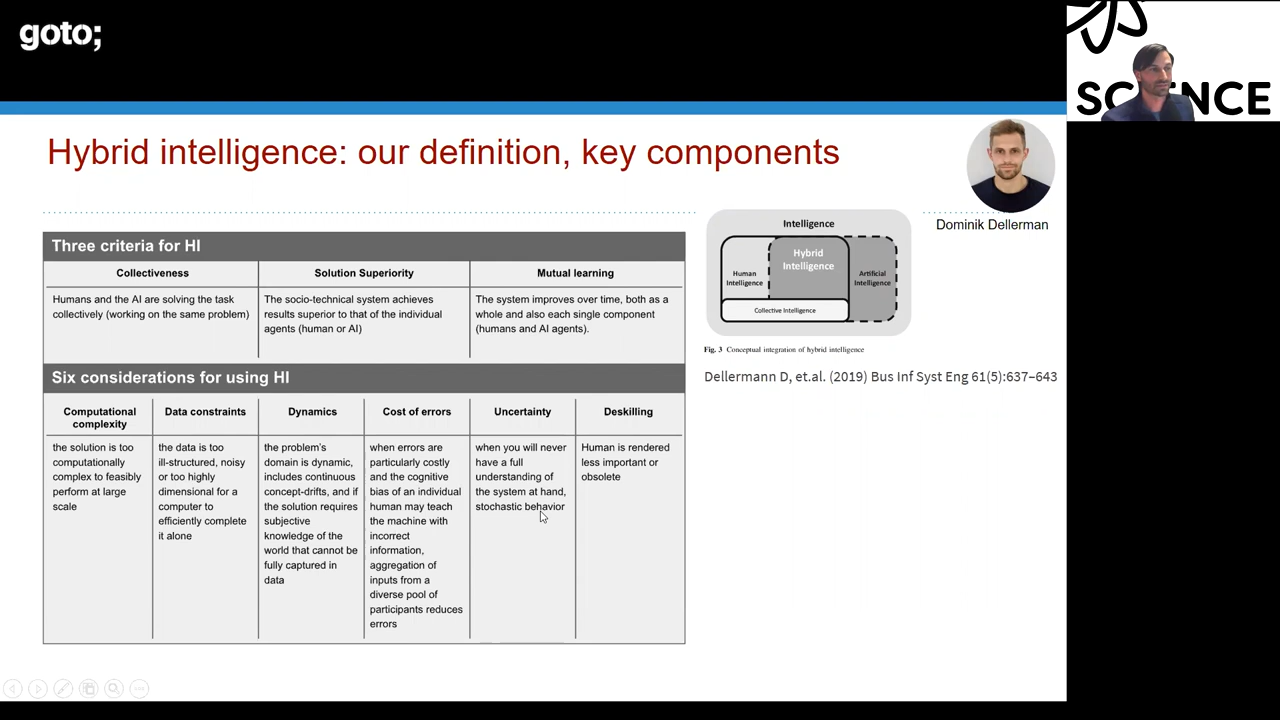 goto;
SCIENCE
Hybrid intelligence: our definition, key components
Dominik Dellerman
Three criteria for HI
Collectiveness
Humans and the AI are solving the task
collectively (working on the same problem)
Solution Superiority
The socio-technical system achieves
results superior to that of the individual
agents (human or AI)
Mutual learning
The system improves over time, both as a
whole and also each single component
(humans and AI agents).
Six considerations for using HI
Computational
complexity
the solution is too
computationally
complex to feasibly
perform at large
scale
Data constraints
the data is too
ill-structured, noisy
or too highly
dimensional for a
computer to
efficiently complete
it alone
Dynamics
the problem's
domain is dynamic,
includes continuous
concept-drifts, and if
the solution requires
subjective
knowledge of the
world that cannot be
fully captured in
data
Cost of errors
when errors are
particularly costly
and the cognitive
bias of an individual
human may teach
the machine with
incorrect
information,
aggregation of
inputs from a
diverse pool of
participants reduces
errors
Uncertainty
when you will never
have a full
understanding of
the system at hand,
stochastic behavior
Deskilling
Human is rendered
less important or
obsolete
Intelligence
Human
Intelligence
Hybrid
Intelligence
Artificial
Intelligence
Collective Intelligence
Fig. 3 Conceptual integration of hybrid intelligence
Dellermann D, et.al. (2019) Bus Inf Syst Eng 61(5):637–643